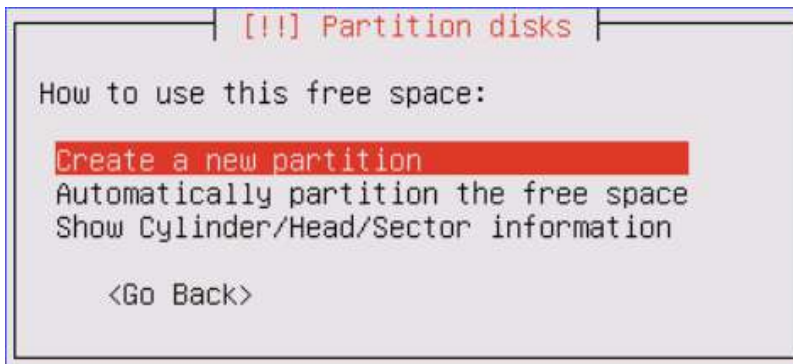 [!!] Partition disks
How to use this free space:
Create a new partition
Automatically partition the free space
Show Cylinder/Head/Sector information
<Go Back>